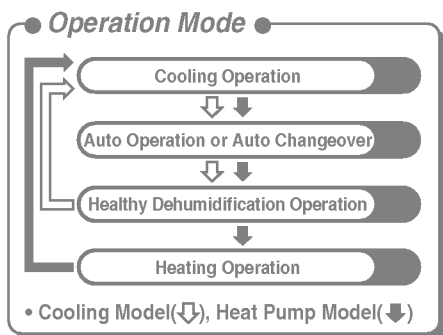 Operation Mode
Cooling Operation
Auto Operation or Auto Changeover
Healthy Dehumidification Operation
Heating Operation
• Cooling Model(⇩), Heat Pump Model(🡇)